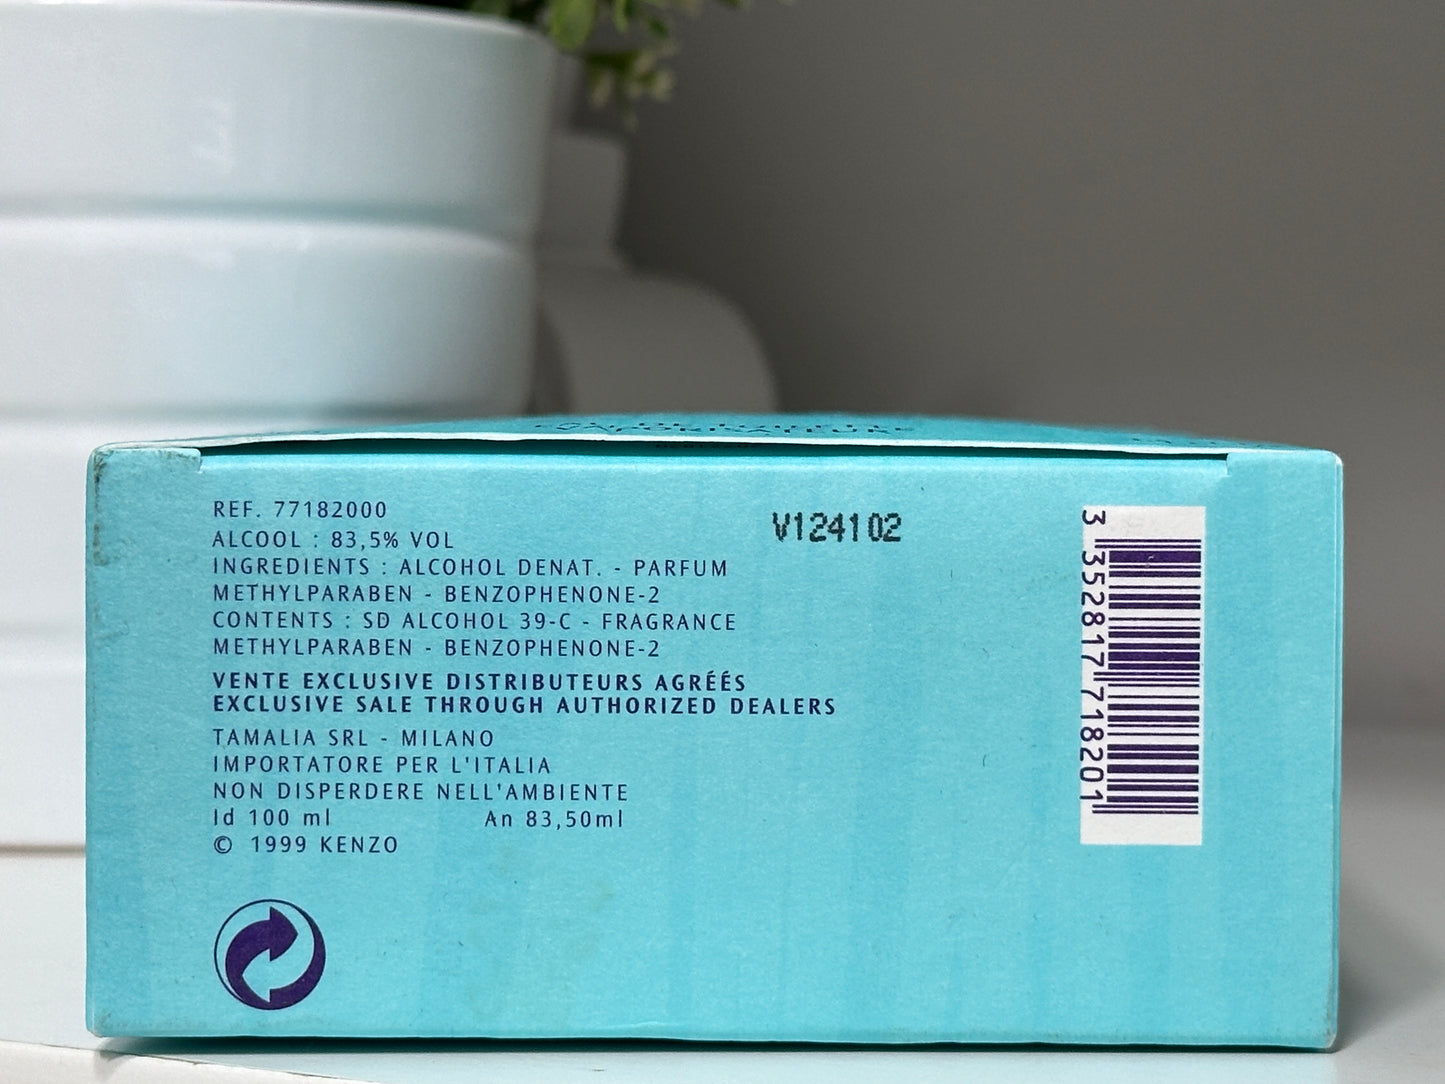 VAPORISATEUR
REF. 77182000
ALCOOL : 83,5% VOL
INGREDIENTS : ALCOHOL DENAT. - PARFUM
METHYLPARABEN - BENZOPHENONE-2
CONTENTS : SD ALCOHOL 39-C - FRAGRANCE
METHYLPARABEN - BENZOPHENONE-2
VENTE EXCLUSIVE DISTRIBUTEURS AGRÉÉS
EXCLUSIVE SALE THROUGH AUTHORIZED DEALERS
TAMALIA SRL - MILANO
IMPORTATORE PER L'ITALIA
NON DISPERDERE NELL'AMBIENTE
Id 100 ml An 83,50ml
© 1999 KENZO
V124102
3 352817 718201